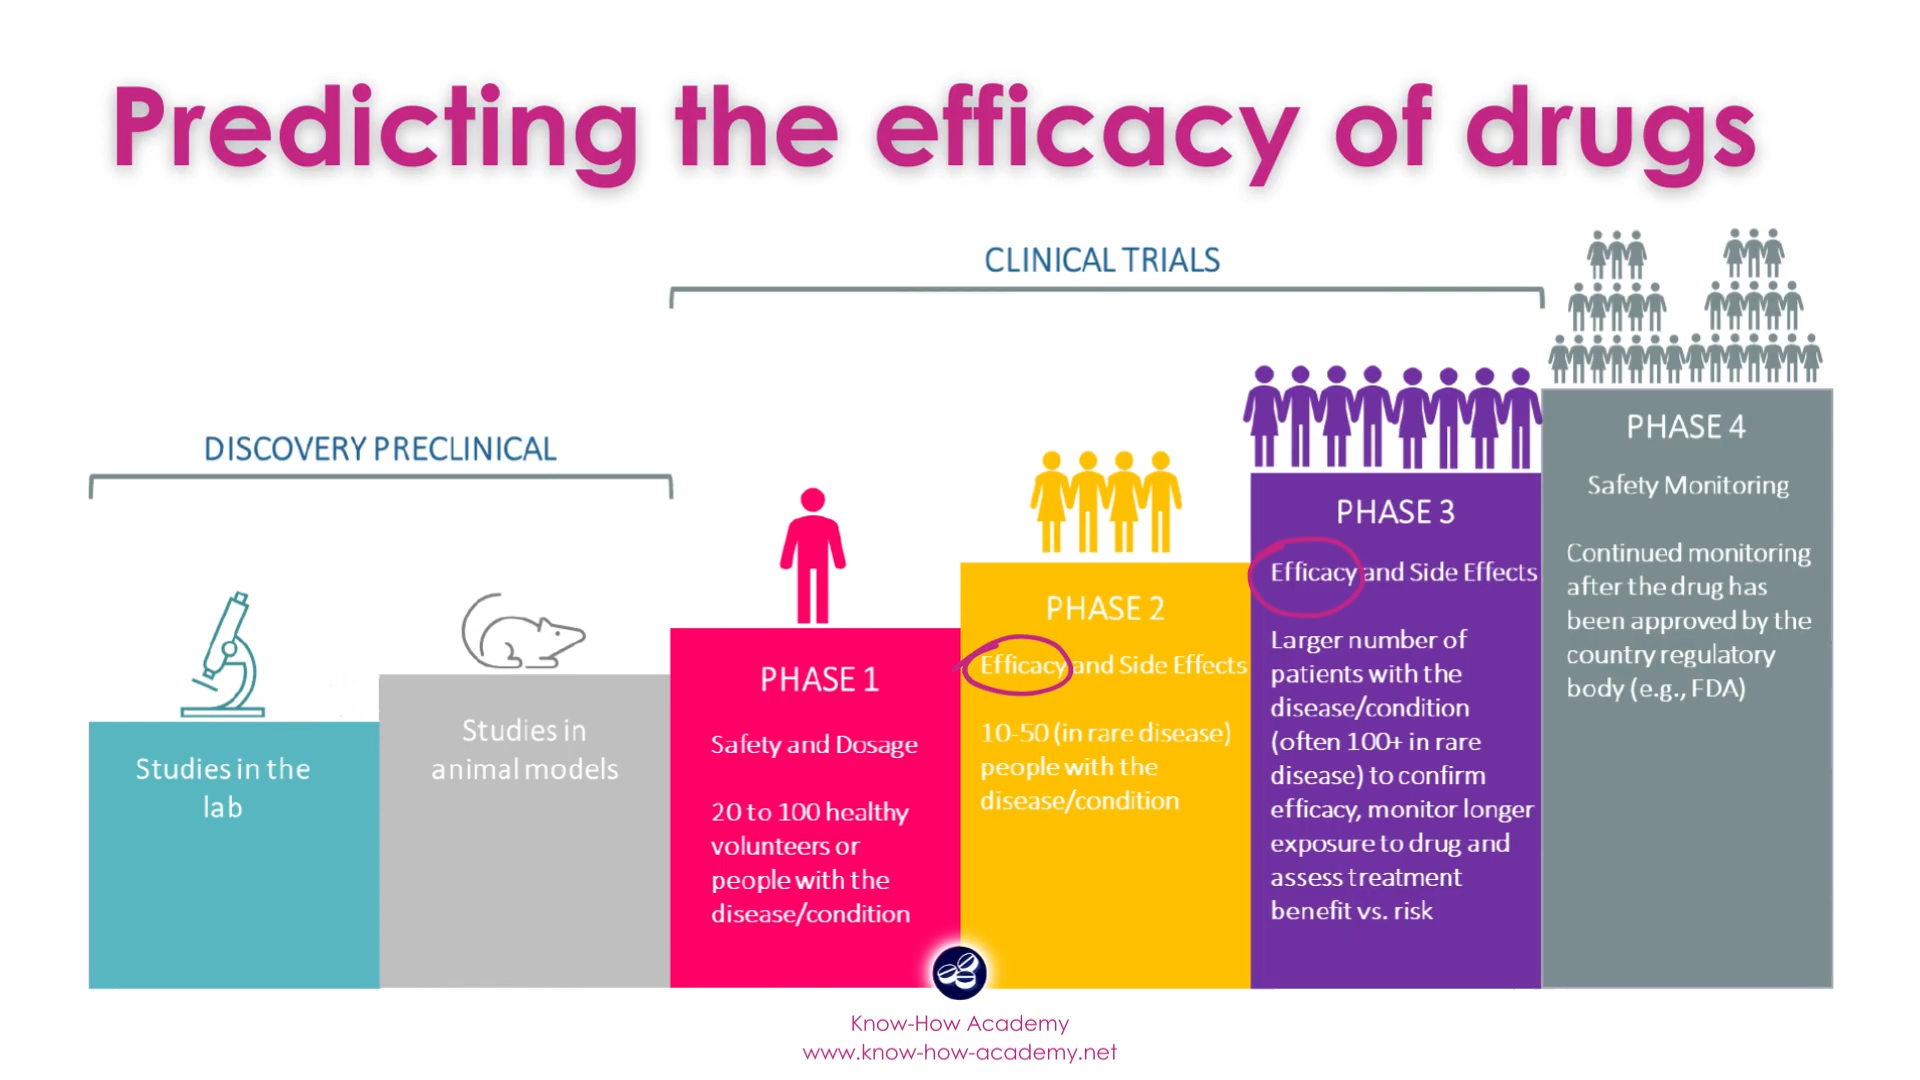 Predicting the efficacy of drugs
CLINICAL TRIALS
DISCOVERY PRECLINICAL
Studies in the
lab
Studies in
animal models
PHASE 1
Safety and Dosage
20 to 100 healthy
volunteers or
people with the
disease/condition
PHASE 2
Efficacy and Side Effects
10-50 (in rare disease)
people with the
disease/condition
PHASE 3
Efficacy and Side Effects
Larger number of
patients with the
disease/condition
(often 100+ in rare
disease) to confirm
efficacy, monitor longer
exposure to drug and
assess treatment
benefit vs. risk
PHASE 4
Safety Monitoring
Continued monitoring
after the drug has
been approved by the
country regulatory
body (e.g., FDA)
Know-How Academy
www.know-how-academy.net